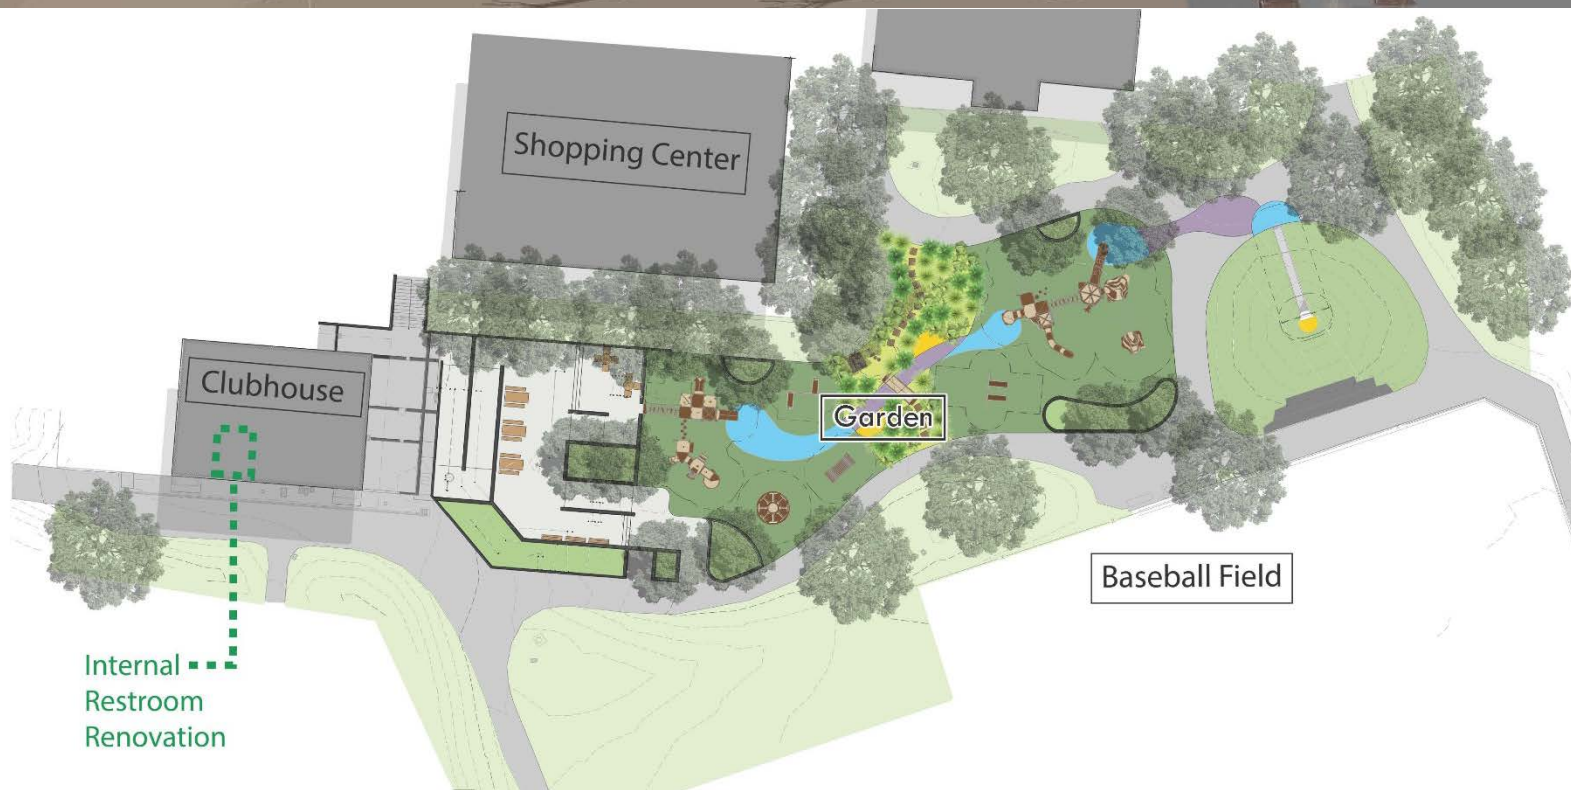 Shopping Center
Clubhouse
Garden
Baseball Field
Internal
Restroom
Renovation